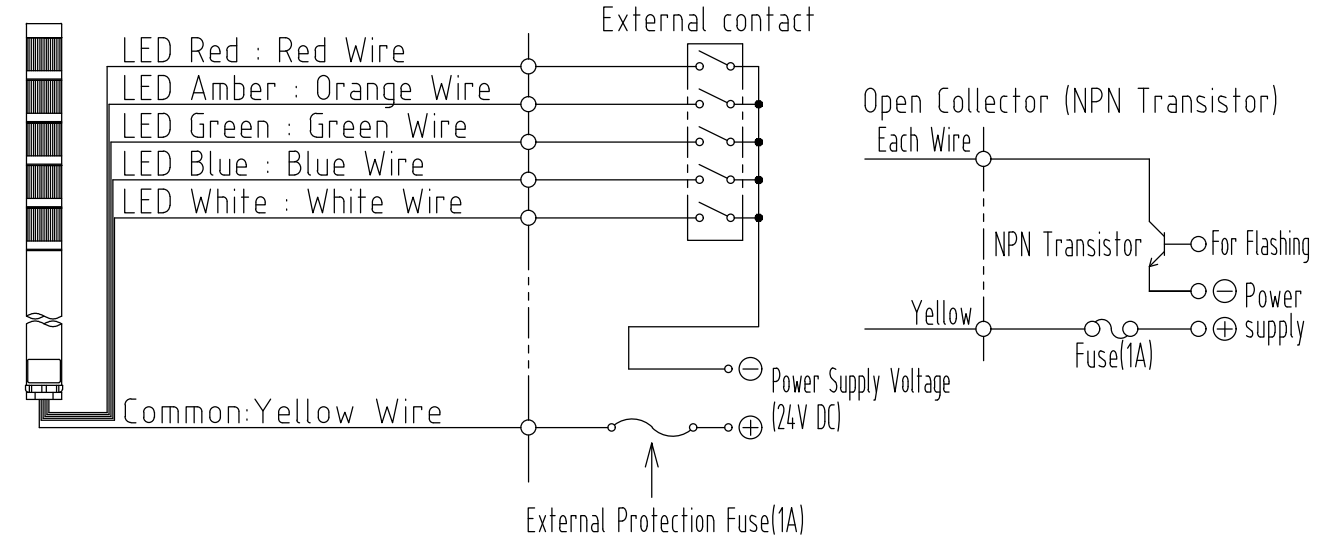 External contact
LED Red : Red Wire
LED Amber : Orange Wire
LED Green : Green Wire
LED Blue : Blue Wire
LED White : White Wire
Common:Yellow Wire
Power Supply Voltage
(24V DC)
External Protection Fuse(1A)
Open Collector (NPN Transistor)
Each Wire
NPN Transistor
For Flashing
Power
supply
Yellow
Fuse(1A)